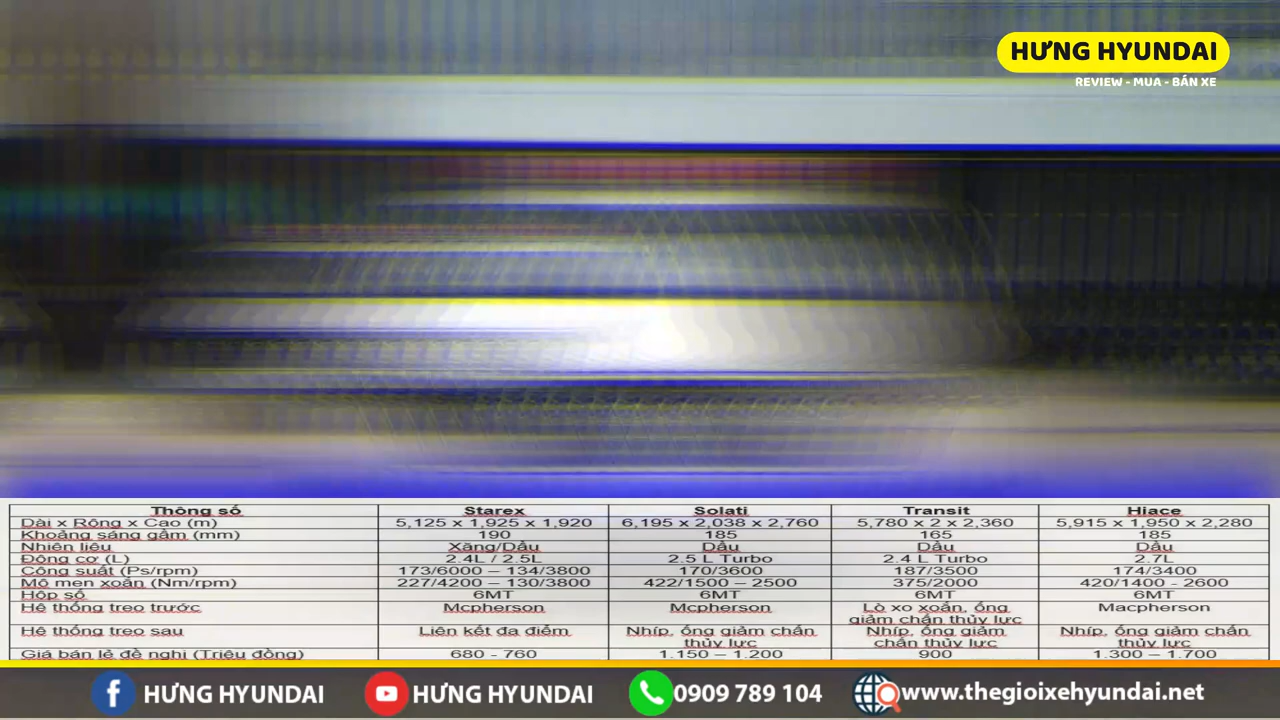 HƯNG HYUNDAI
REVIEW - MUA - BÁN XE
Thông số Starex Solati Transit Hiace
Dài x Rộng x Cao (m) 5,125 x 1,925 x 1,920 6,195 x 2,038 x 2,760 5,780 x 2 x 2,360 5,915 x 1,950 x 2,280
Khoảng sáng gầm (mm) 190 185 165 185
Nhiên liệu Xăng/Dầu Dầu Dầu Dầu
Động cơ (L) 2.4L / 2.5L 2.5 L Turbo 2.4 L Turbo 2.7L
Công suất (Ps/rpm) 173/6000 – 134/3800 170/3600 187/3500 174/3400
Mô men xoắn (Nm/rpm) 227/4200 – 130/3800 422/1500 – 2500 375/2000 420/1400 - 2600
Hộp số 6MT 6MT 6MT 6MT
Hệ thống treo trước Mcpherson Mcpherson Lò xo xoắn, ống Macpherson
giảm chấn thủy lực
Hệ thống treo sau Liên kết đa điểm Nhíp, ống giảm chấn Nhíp, ống giảm Nhíp, ống giảm chấn
thủy lực chấn thủy lực thủy lực
Giá bán lẻ đề nghị (Triệu đồng) 680 - 760 1.150 – 1.200 900 1.300 – 1.700
HƯNG HYUNDAI HƯNG HYUNDAI 0909 789 104 www.thegioixehyundai.net